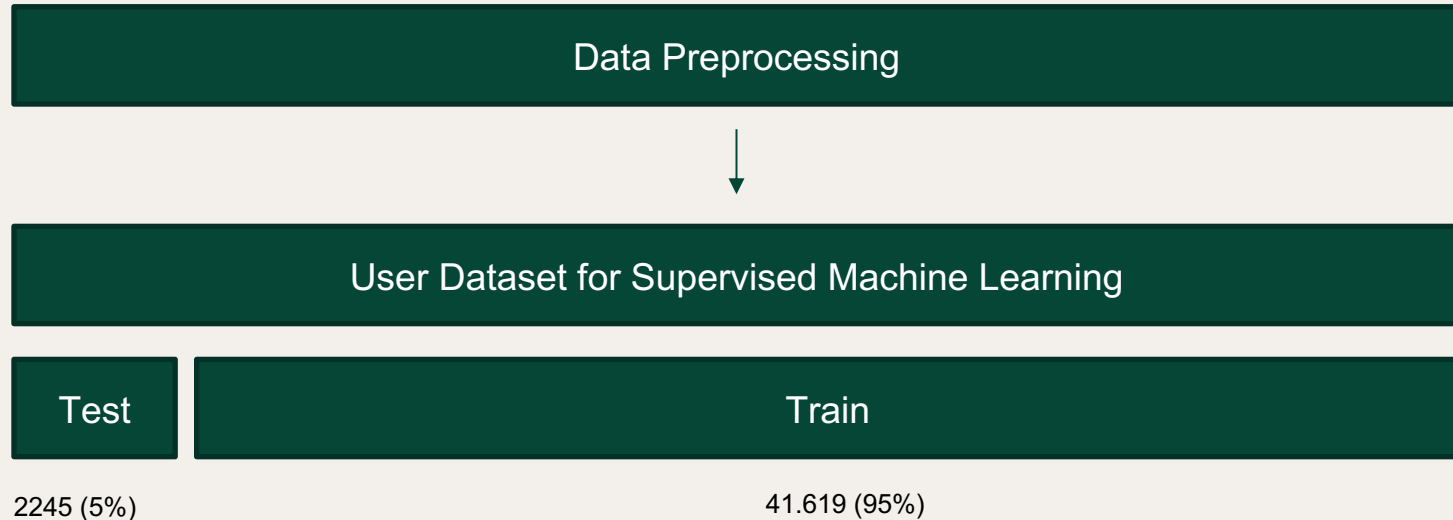 Data Preprocessing
User Dataset for Supervised Machine Learning
Test
Train
2245 (5%)
41.619 (95%)